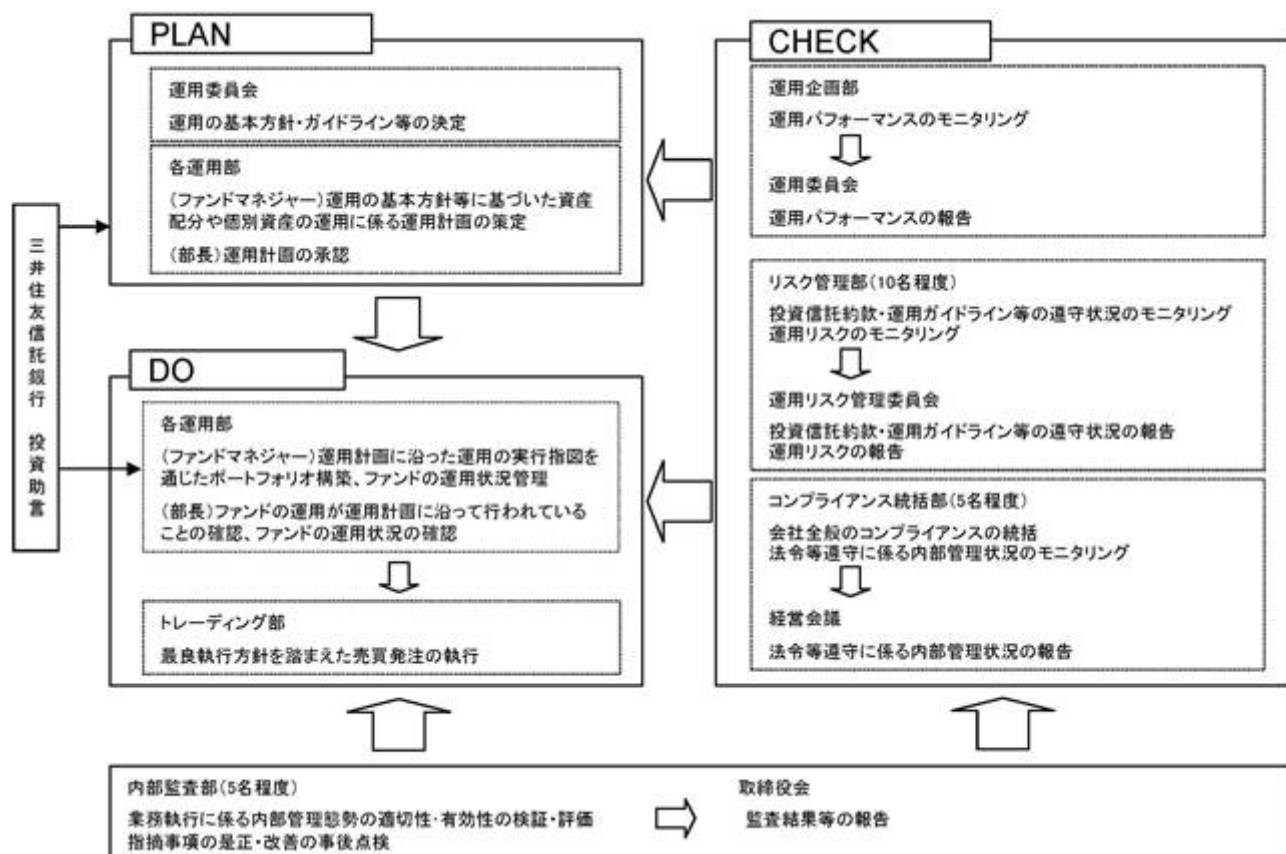 PLAN
運用委員会
運用の基本方針・ガイドライン等の決定
各運用部
(ファンドマネジャー)運用の基本方針等に基づいた資産
配分や個別資産の運用に係る運用計画の策定
(部長)運用計画の承認
三井住友信託銀行 投資助言
DO
各運用部
(ファンドマネジャー)運用計画に沿った運用の実行指図を
通じたポートフォリオ構築、ファンドの運用状況管理
(部長)ファンドの運用が運用計画に沿って行われている
ことの確認、ファンドの運用状況の確認
トレーディング部
最良執行方針を踏まえた売買発注の執行
CHECK
運用企画部
運用パフォーマンスのモニタリング
運用委員会
運用パフォーマンスの報告
リスク管理部(10名程度)
投資信託約款・運用ガイドライン等の遵守状況のモニタリング
運用リスクのモニタリング
運用リスク管理委員会
投資信託約款・運用ガイドライン等の遵守状況の報告
運用リスクの報告
コンプライアンス統括部(5名程度)
会社全般のコンプライアンスの統括
法令等遵守に係る内部管理状況のモニタリング
経営会議
法令等遵守に係る内部管理状況の報告
内部監査部(5名程度)
業務執行に係る内部管理態勢の適切性・有効性の検証・評価
指摘事項の是正・改善の事後点検
取締役会
監査結果等の報告